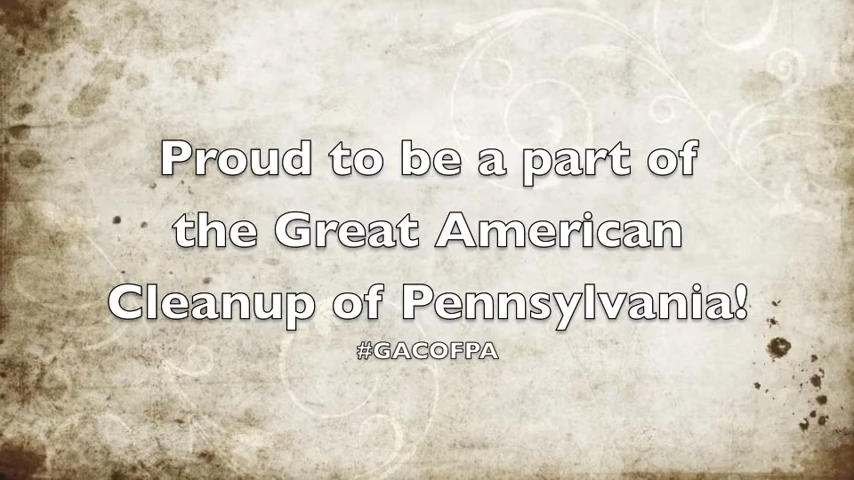 Proud to be a part of
the Great American
Cleanup of Pennsylvania!
#GACOFPA